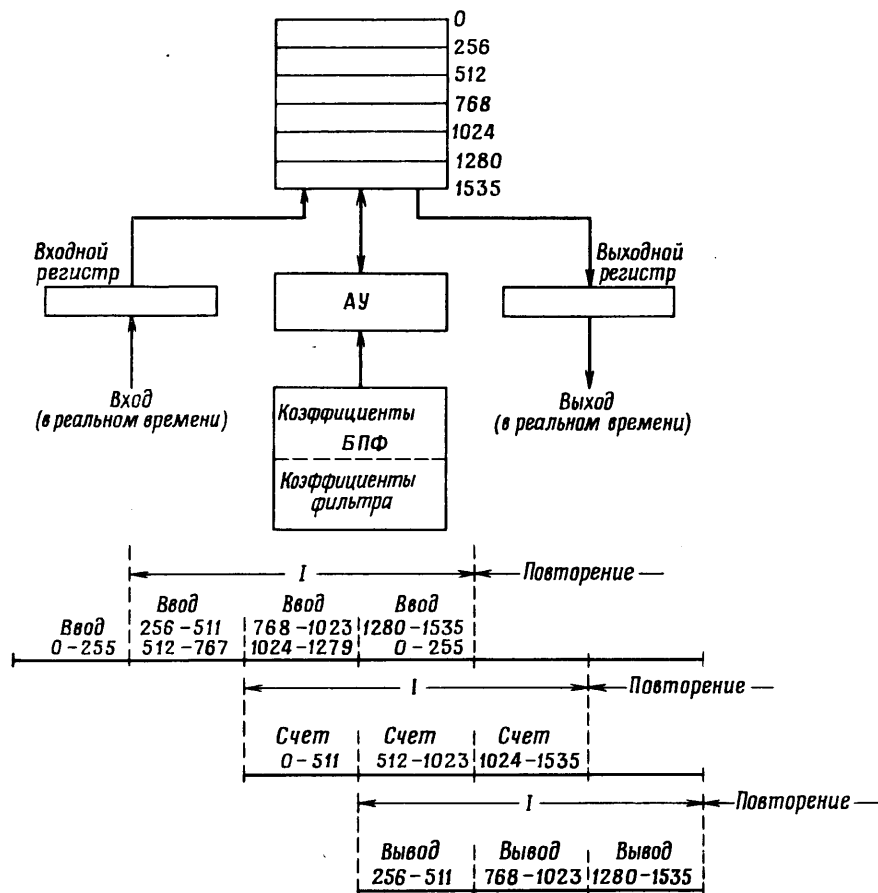 0
256
512
768
1024
1280
1535
Входной
регистр
Выходной
регистр
АУ
Вход
(в реальном времени)
Выход
(в реальном времени)
Коэффициенты
БПФ
Коэффициенты
фильтра
I
Повторение
Ввод
0-255
Ввод
256-511
512-767
Ввод
768-1023
1024-1279
Ввод
1280-1535
0-255
I
Повторение
Счет
0-511
Счет
512-1023
Счет
1024-1535
I
Повторение
Вывод
256-511
Вывод
768-1023
Вывод
1280-1535